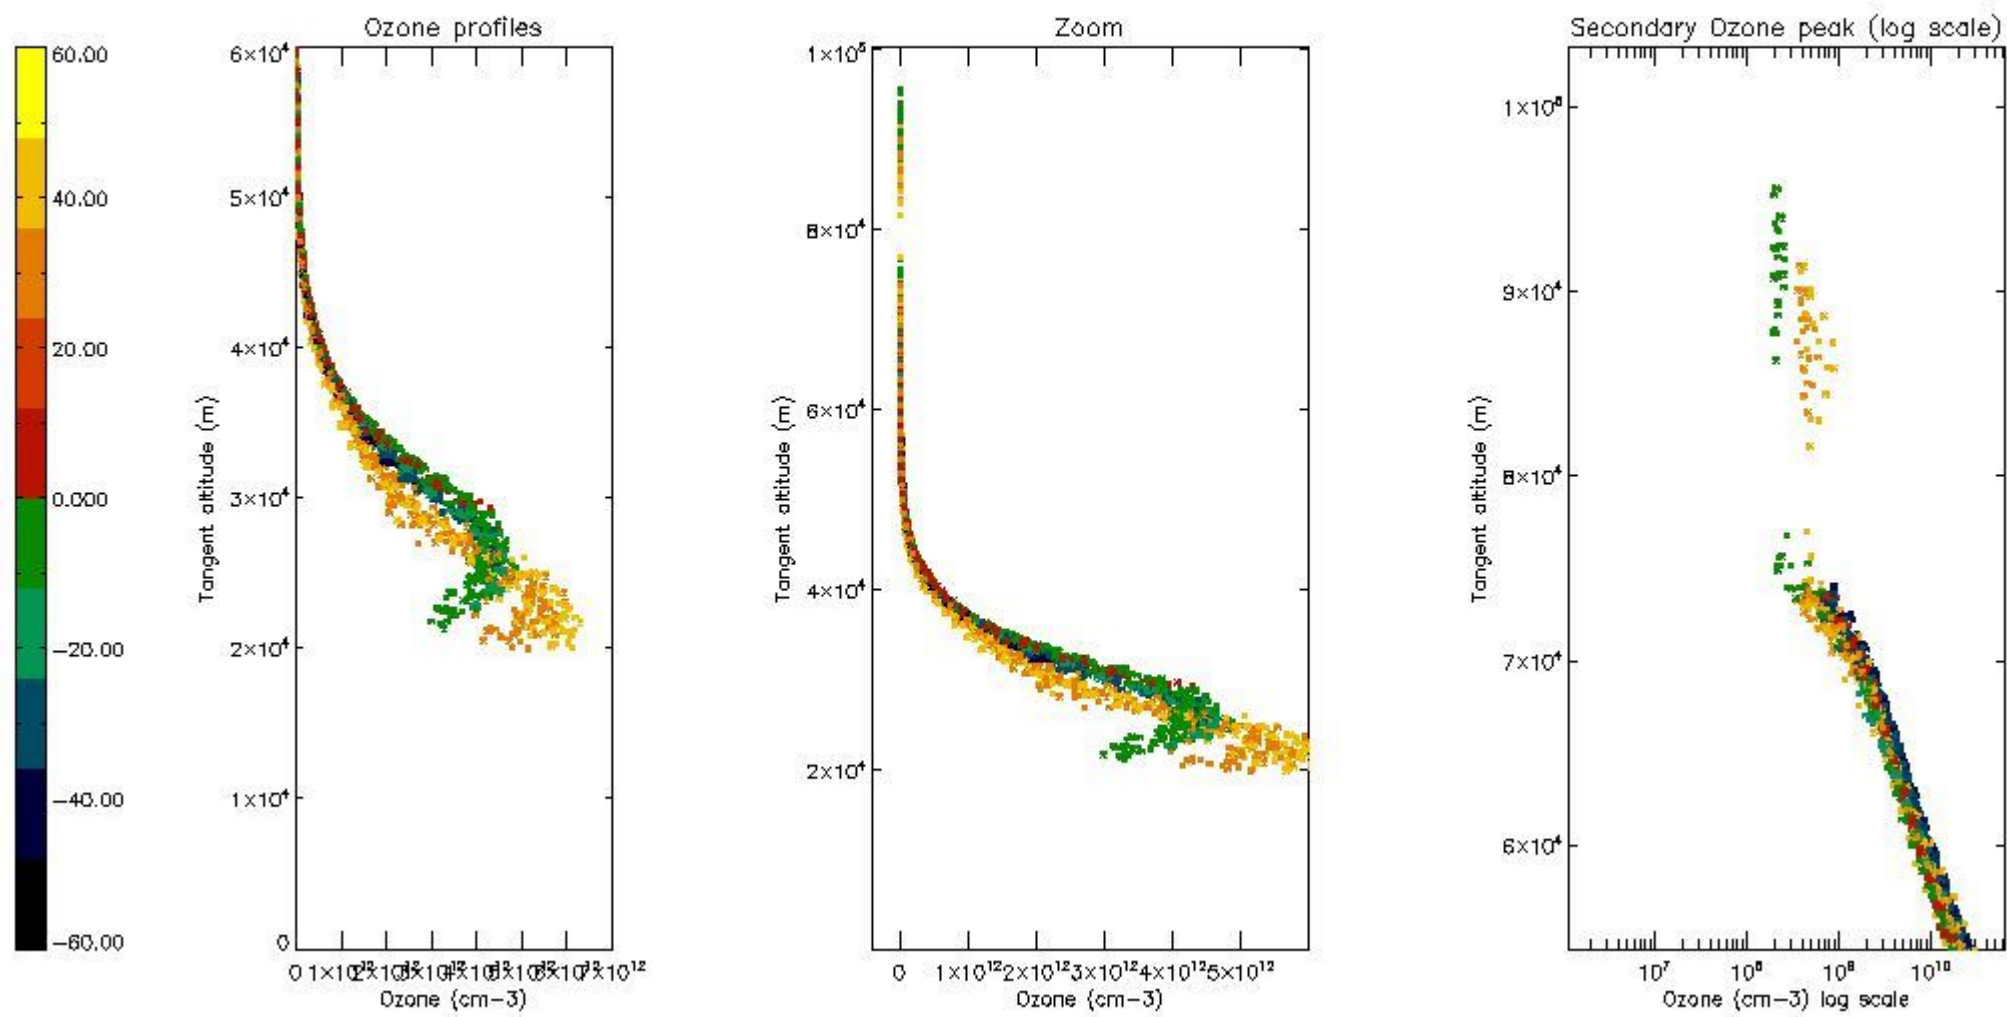 Ozone profiles
Zoom
Secondary Ozone peak (log scale)
60.00
40.00
20.00
0.000
−20.00
−40.00
−60.00
6×10⁴
5×10⁴
4×10⁴
3×10⁴
2×10⁴
1×10⁴
0
Tangent altitude (m)
0
7×10¹²
Ozone (cm−3)
1×10⁵
8×10⁴
6×10⁴
4×10⁴
2×10⁴
Tangent altitude (m)
0 1×10¹² 2×10¹² 3×10¹² 4×10¹² 5×10¹²
Ozone (cm−3)
9×10⁴
8×10⁴
7×10⁴
6×10⁴
Tangent altitude (m)
10⁷ 10⁸ 10⁹ 10¹⁰
Ozone (cm−3) log scale